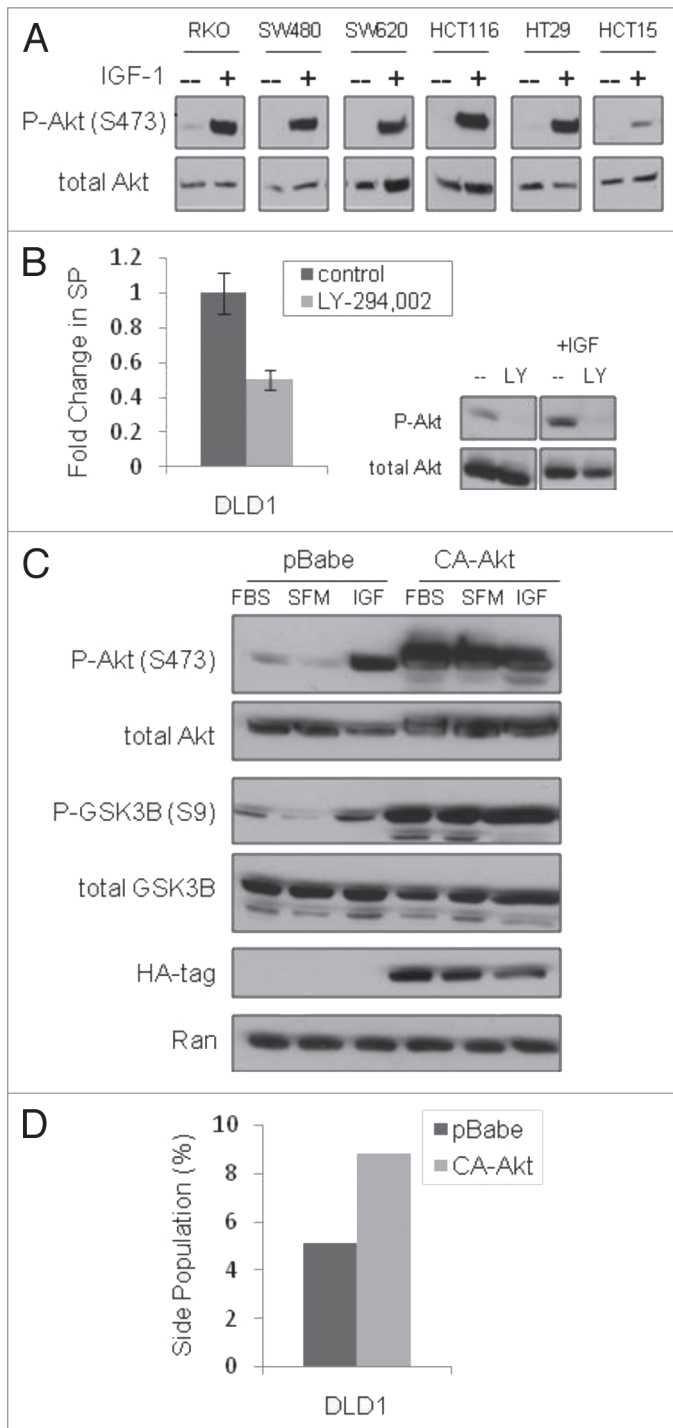 A
RKO SW480 SW620 HCT116 HT29 HCT15
IGF-1 -- + -- + -- + -- + -- + -- +
P-Akt (S473)
total Akt
B
Fold Change in SP
1.2
1
0.8
0.6
0.4
0.2
0
control
LY-294,002
DLD1
+IGF
-- LY -- LY
P-Akt
total Akt
C
pBabe CA-Akt
FBS SFM IGF FBS SFM IGF
P-Akt (S473)
total Akt
P-GSK3B (S9)
total GSK3B
HA-tag
Ran
D
Side Population (%)
10
8
6
4
2
0
pBabe
CA-Akt
DLD1